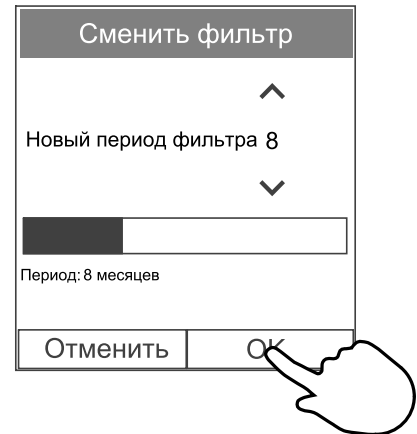 Сменить фильтр
Новый период фильтра 8
Период: 8 месяцев
Отменить
OK